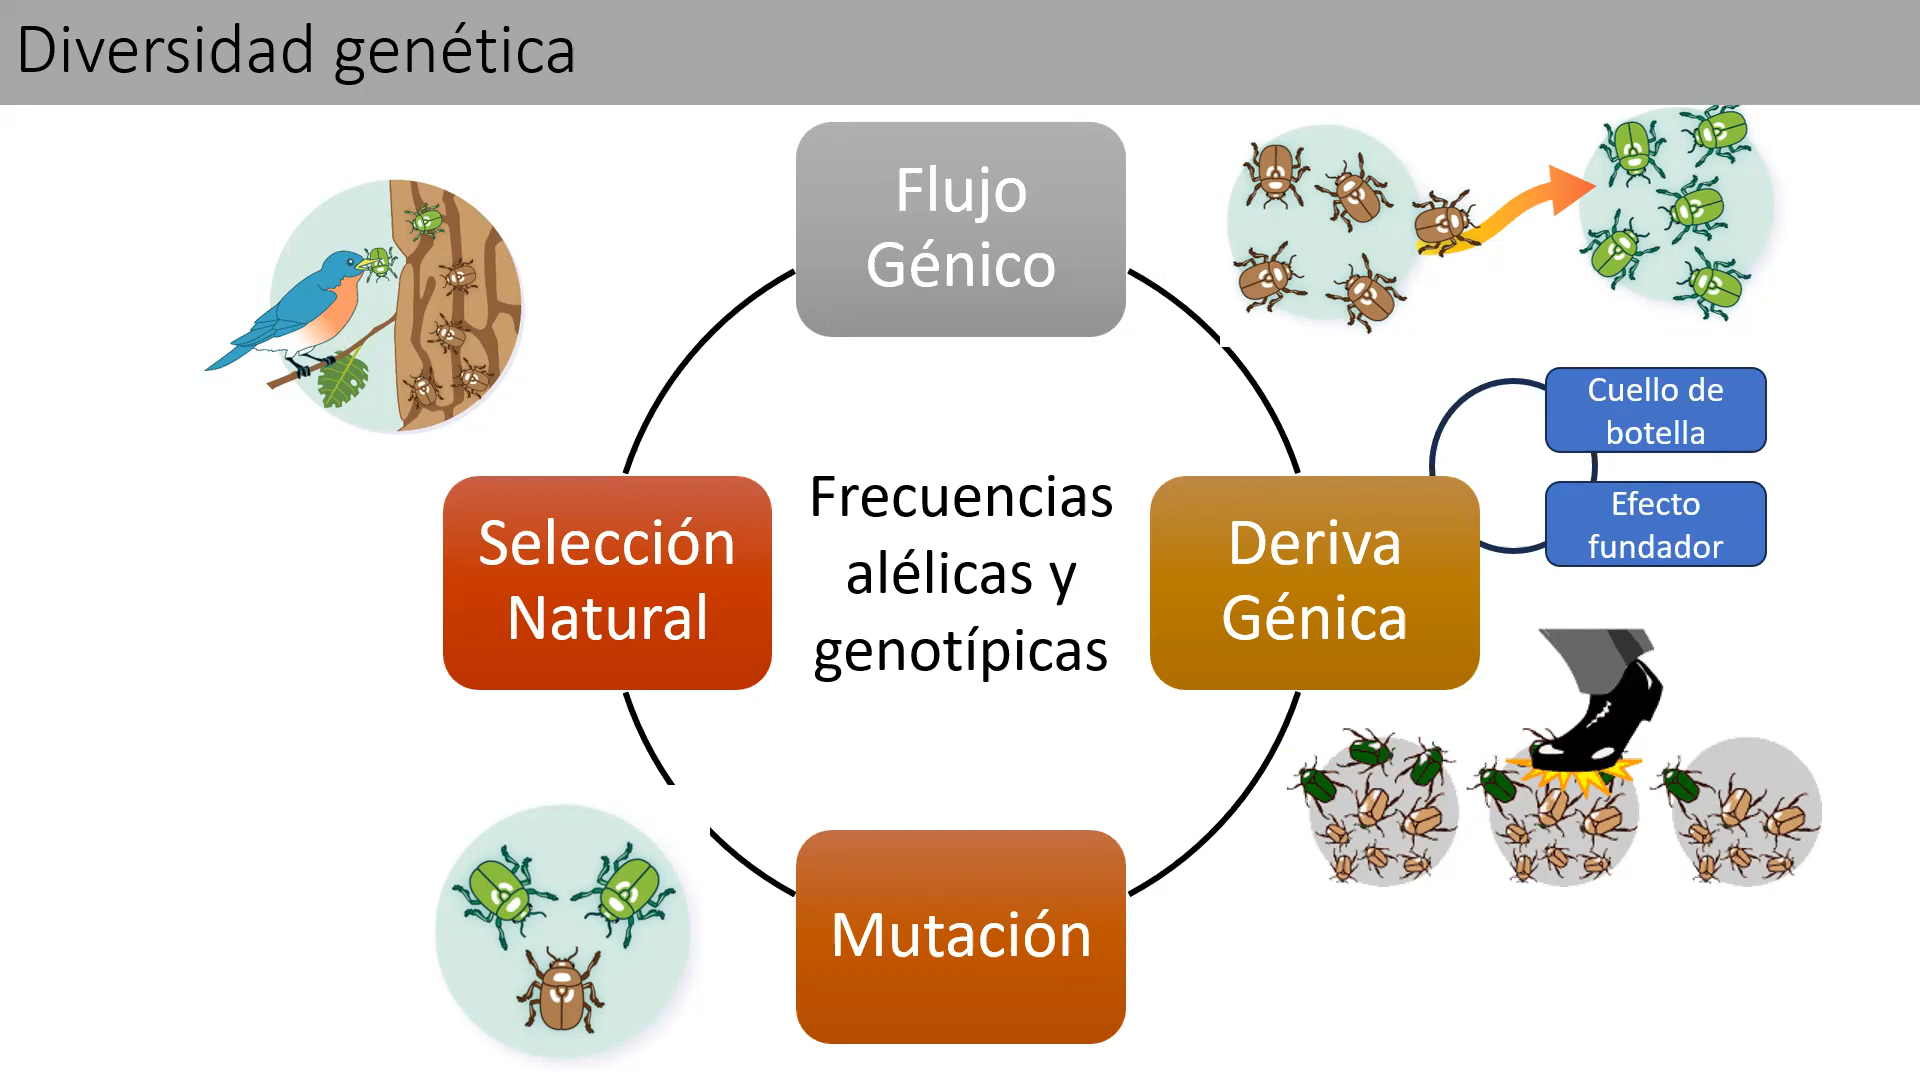 Diversidad genética
Flujo
Génico
Cuello de
botella
Efecto
fundador
Selección
Natural
Frecuencias
alélicas y
genotípicas
Deriva
Génica
Mutación